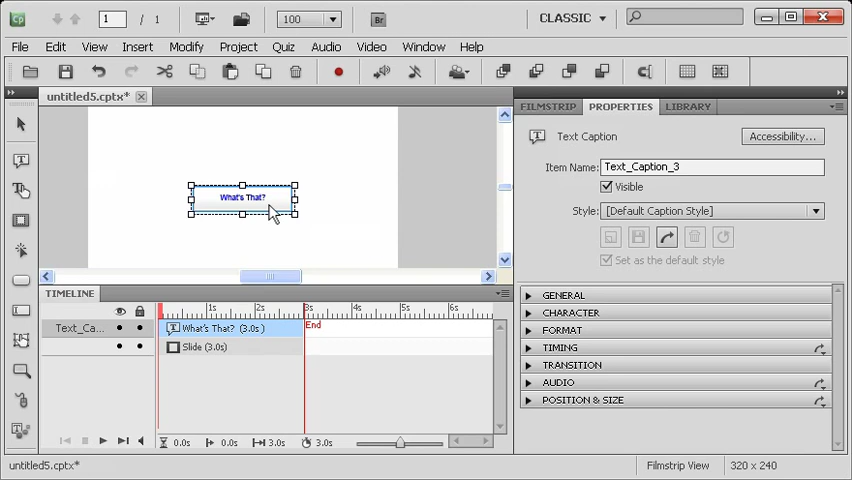 Cp
1 / 1
100
Br
CLASSIC
File Edit View Insert Modify Project Quiz Audio Video Window Help
untitled5.cptx*
FILMSTRIP PROPERTIES LIBRARY
Text Caption
Accessibility...
Item Name: Text_Caption_3
Visible
Style: [Default Caption Style]
Set as the default style
What's That?
GENERAL
CHARACTER
FORMAT
TIMING
TRANSITION
AUDIO
POSITION & SIZE
TIMELINE
1s 2s 3s 4s 5s 6s
Text_Ca... What's That? (3.0s) End
Slide (3.0s)
0.0s 0.0s 3.0s 3.0s
untitled5.cptx*
Filmstrip View 320 x 240